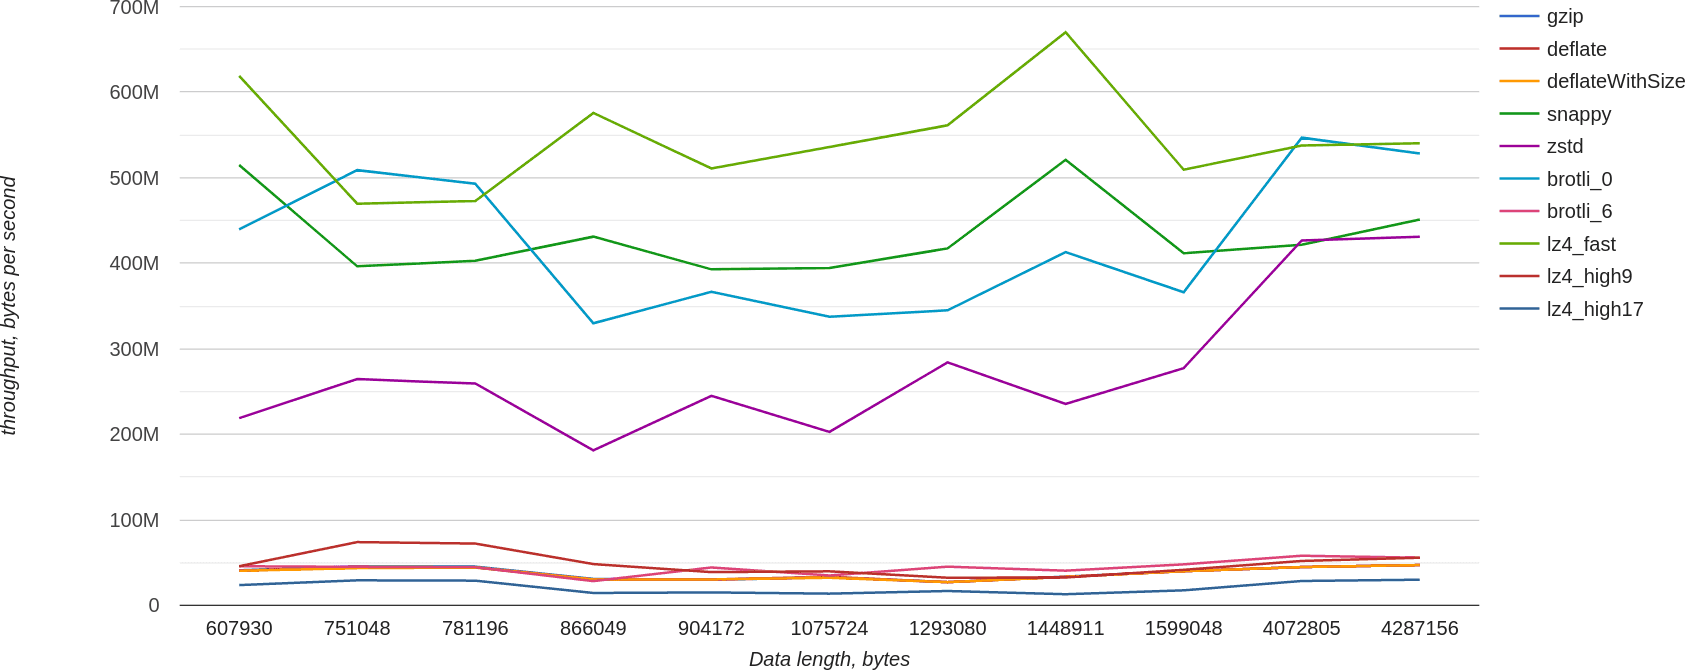 700M
600M
500M
400M
300M
200M
100M
0
throughput, bytes per second
607930 751048 781196 866049 904172 1075724 1293080 1448911 1599048 4072805 4287156
Data length, bytes
gzip
deflate
deflateWithSize
snappy
zstd
brotli_0
brotli_6
lz4_fast
lz4_high9
lz4_high17